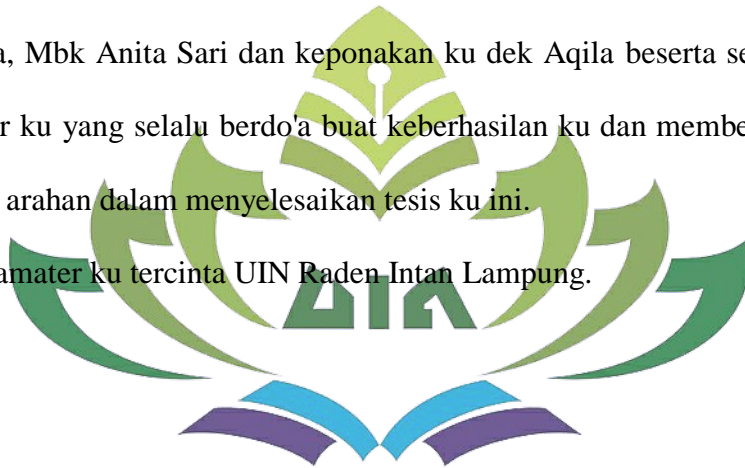 a, Mbk Anita Sari dan keponakan ku dek Aqila beserta se
r ku yang selalu berdo'a buat keberhasilan ku dan membe
arahan dalam menyelesaikan tesis ku ini.
amater ku tercinta UIN Raden Intan Lampung.
UIN